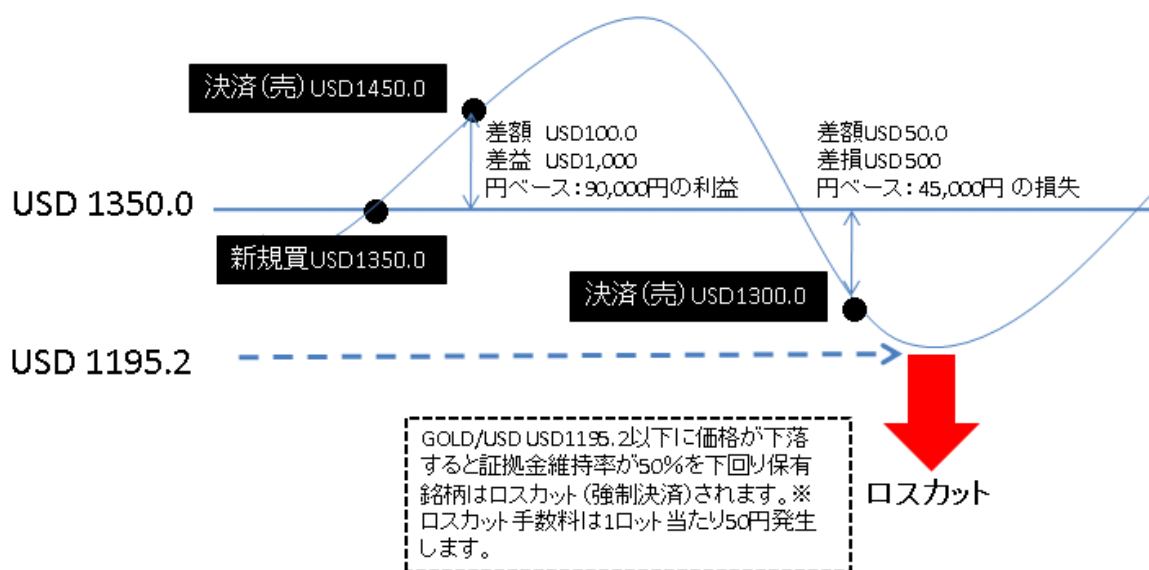 決済(売)USD1450.0
差額 USD100.0
差益 USD1,000
円ベース:90,000円の利益
差額USD50.0
差損USD500
円ベース:45,000円 の損失
USD 1350.0
新規買USD1350.0
決済(売)USD1300.0
USD 1195.2
GOLD/USD USD1195.2以下に価格が下落
すると証拠金維持率が50%を下回り保有
銘柄はロスカット(強制決済)されます。※
ロスカット手数料は1ロット当たり50円発生
します。
ロスカット